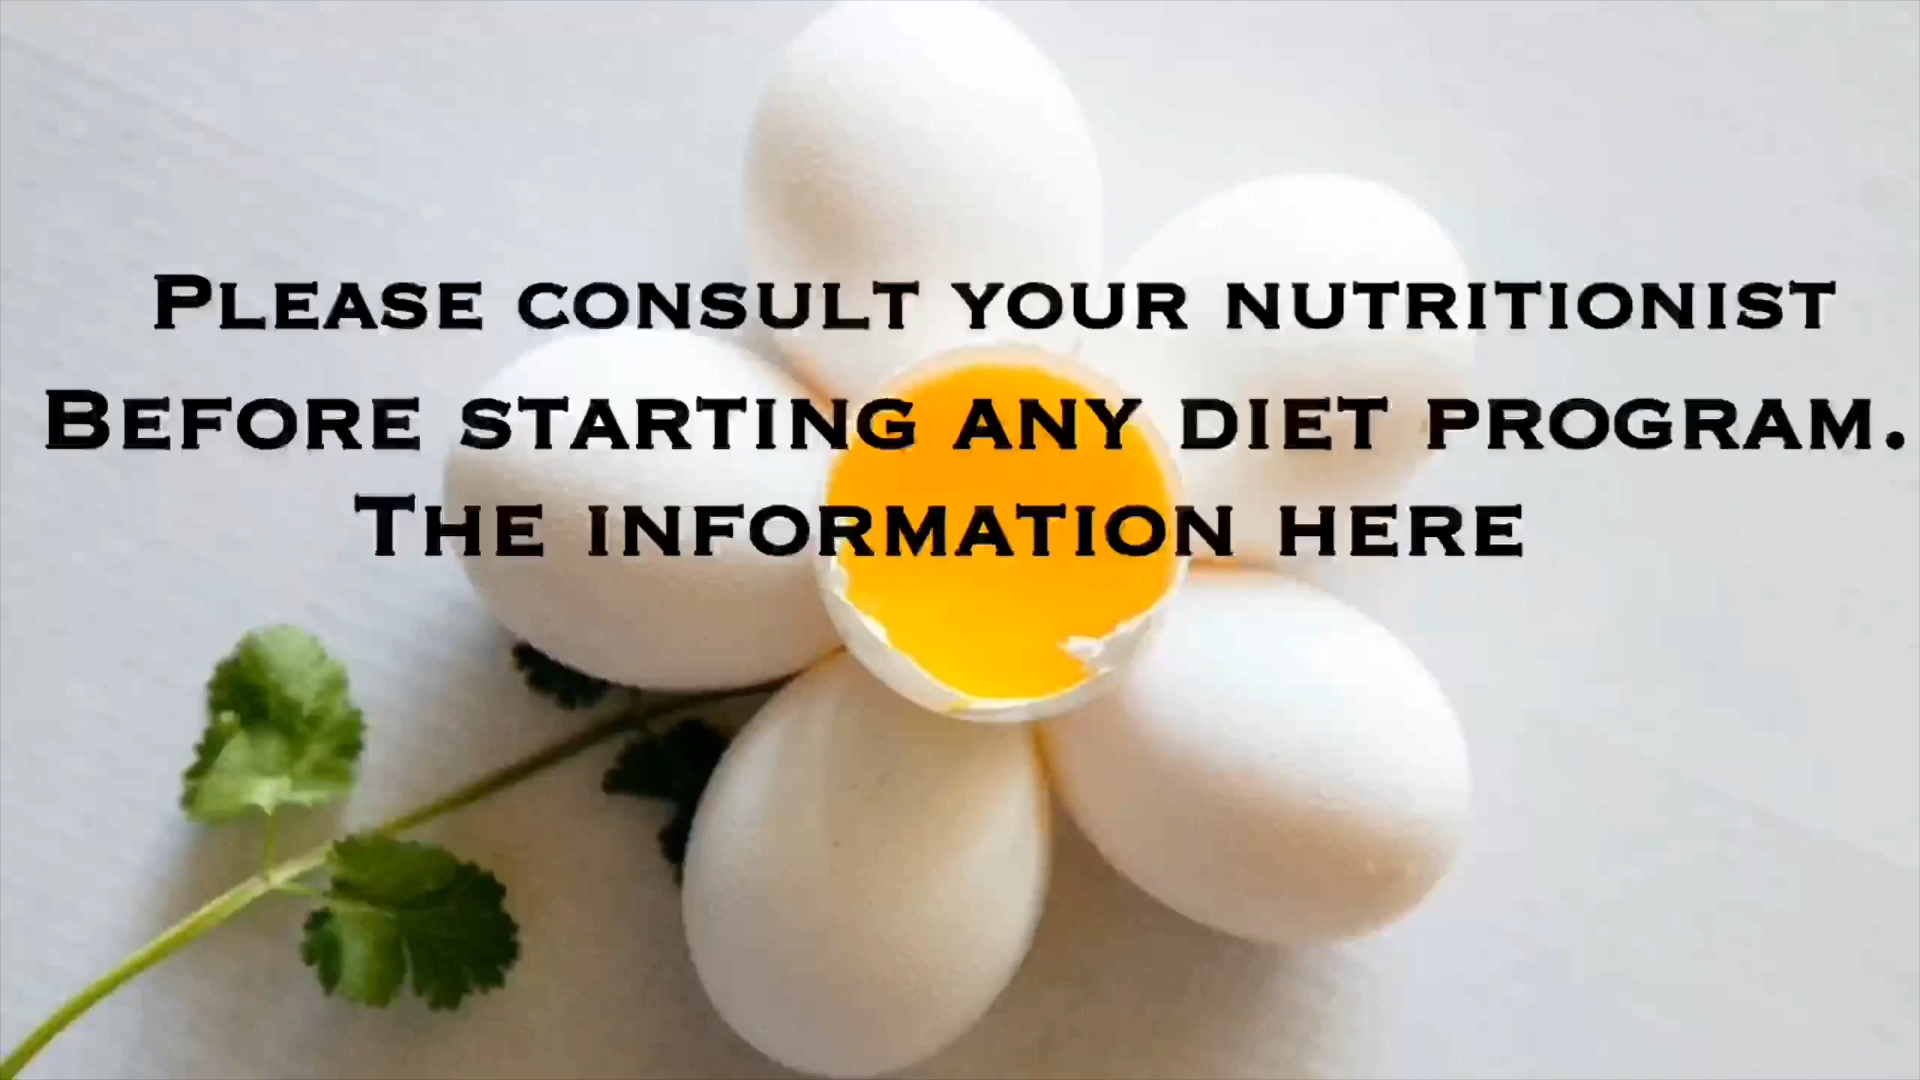 Please consult your nutritionist
Before starting any diet program.
The information here